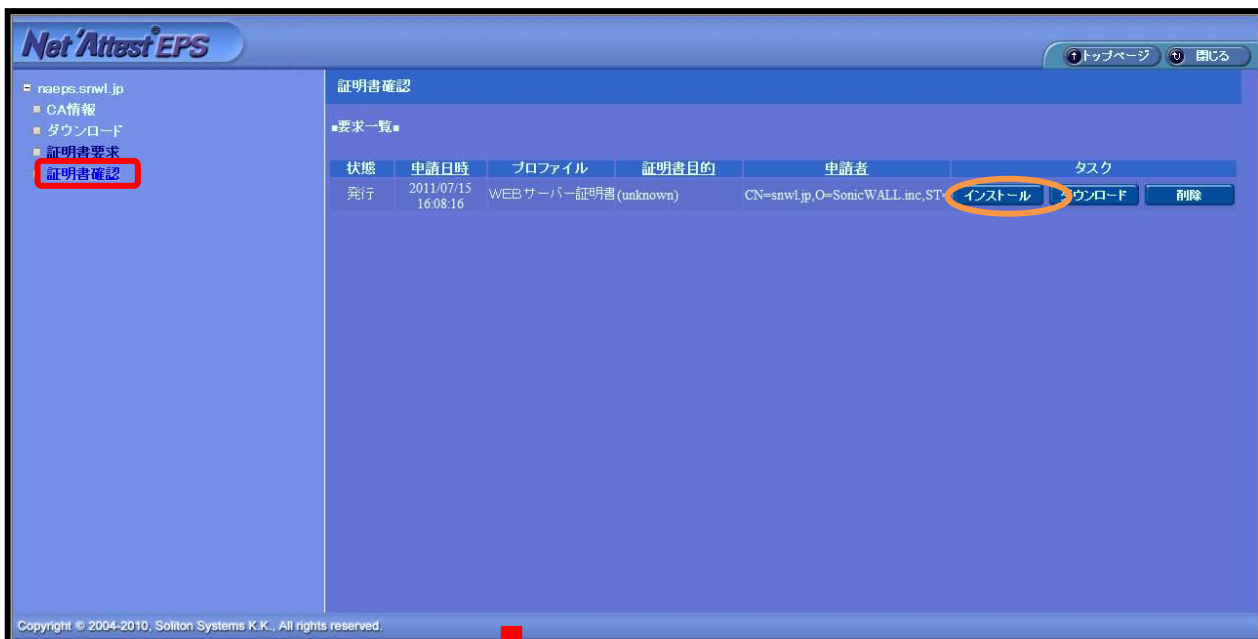 Net'Attest EPS
トップページ 閉じる
naeps.snwl.jp
CA情報
ダウンロード
証明書要求
証明書確認
証明書確認
■要求一覧■
状態 申請日時 プロファイル 証明書目的 申請者 タスク
発行 2011/07/15 16:08:16 WEBサーバー証明書 (unknown) CN=snwl.jp,O=SonicWALL.inc,ST= インストール ダウンロード 削除
Copyright © 2004-2010, Soliton Systems K.K., All rights reserved.